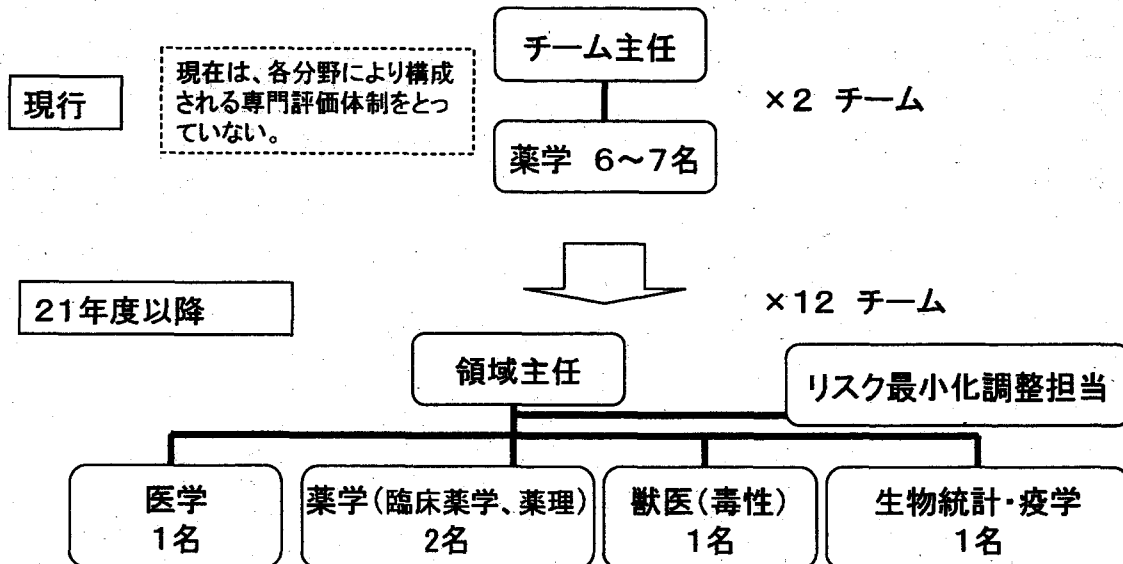 チーム主任
現行
現在は、各分野により構成
される専門評価体制をとっ
ていない。
×2 チーム
薬学 6～7名
21年度以降
×12 チーム
領域主任
リスク最小化調整担当
医学
1名
薬学(臨床薬学、薬理)
2名
獣医(毒性)
1名
生物統計・疫学
1名